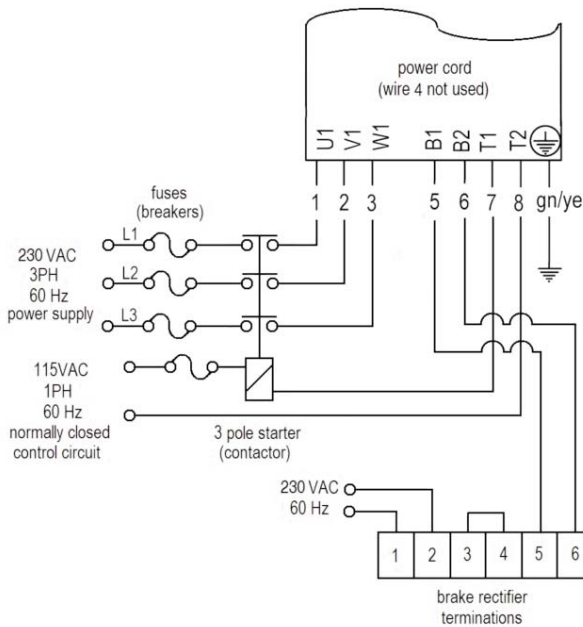 power cord
(wire 4 not used)
U1 V1 W1 B1 B2 T1 T2
1 2 3 5 6 7 8 gn/ye
fuses
(breakers)
L1
L2
L3
230 VAC
3PH
60 Hz
power supply
115VAC
1PH
60 Hz
normally closed
control circuit
3 pole starter
(contactor)
230 VAC
60 Hz
1 2 3 4 5 6
brake rectifier
terminations